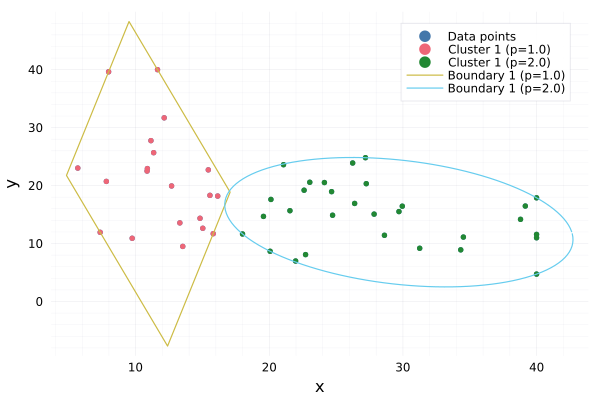 Data points
Cluster 1 (p=1.0)
Cluster 1 (p=2.0)
Boundary 1 (p=1.0)
Boundary 1 (p=2.0)
40
30
20
10
0
y
10 20 30 40
x